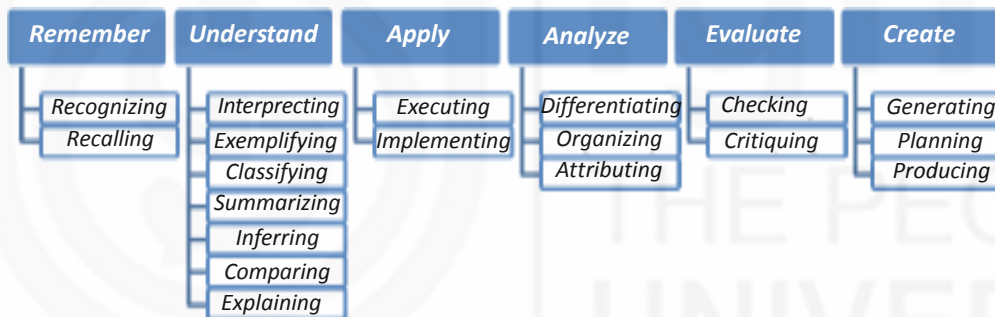 Remember
Recognizing
Recalling
Understand
Interprecting
Exemplifying
Classifying
Summarizing
Inferring
Comparing
Explaining
Apply
Executing
Implementing
Analyze
Differentiating
Organizing
Attributing
Evaluate
Checking
Critiquing
Create
Generating
Planning
Producing
THE